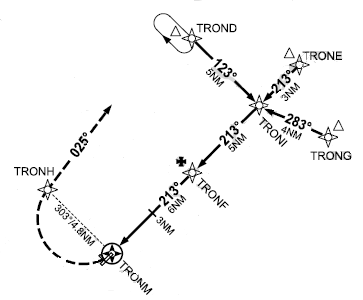 TROND
TRONE
123°
5NM
213°
3NM
TRONI
283°
4NM
TRONG
213°
5NM
025°
TRONH
TRONF
213°
6NM
3NM
303°/4.8NM
TRONM